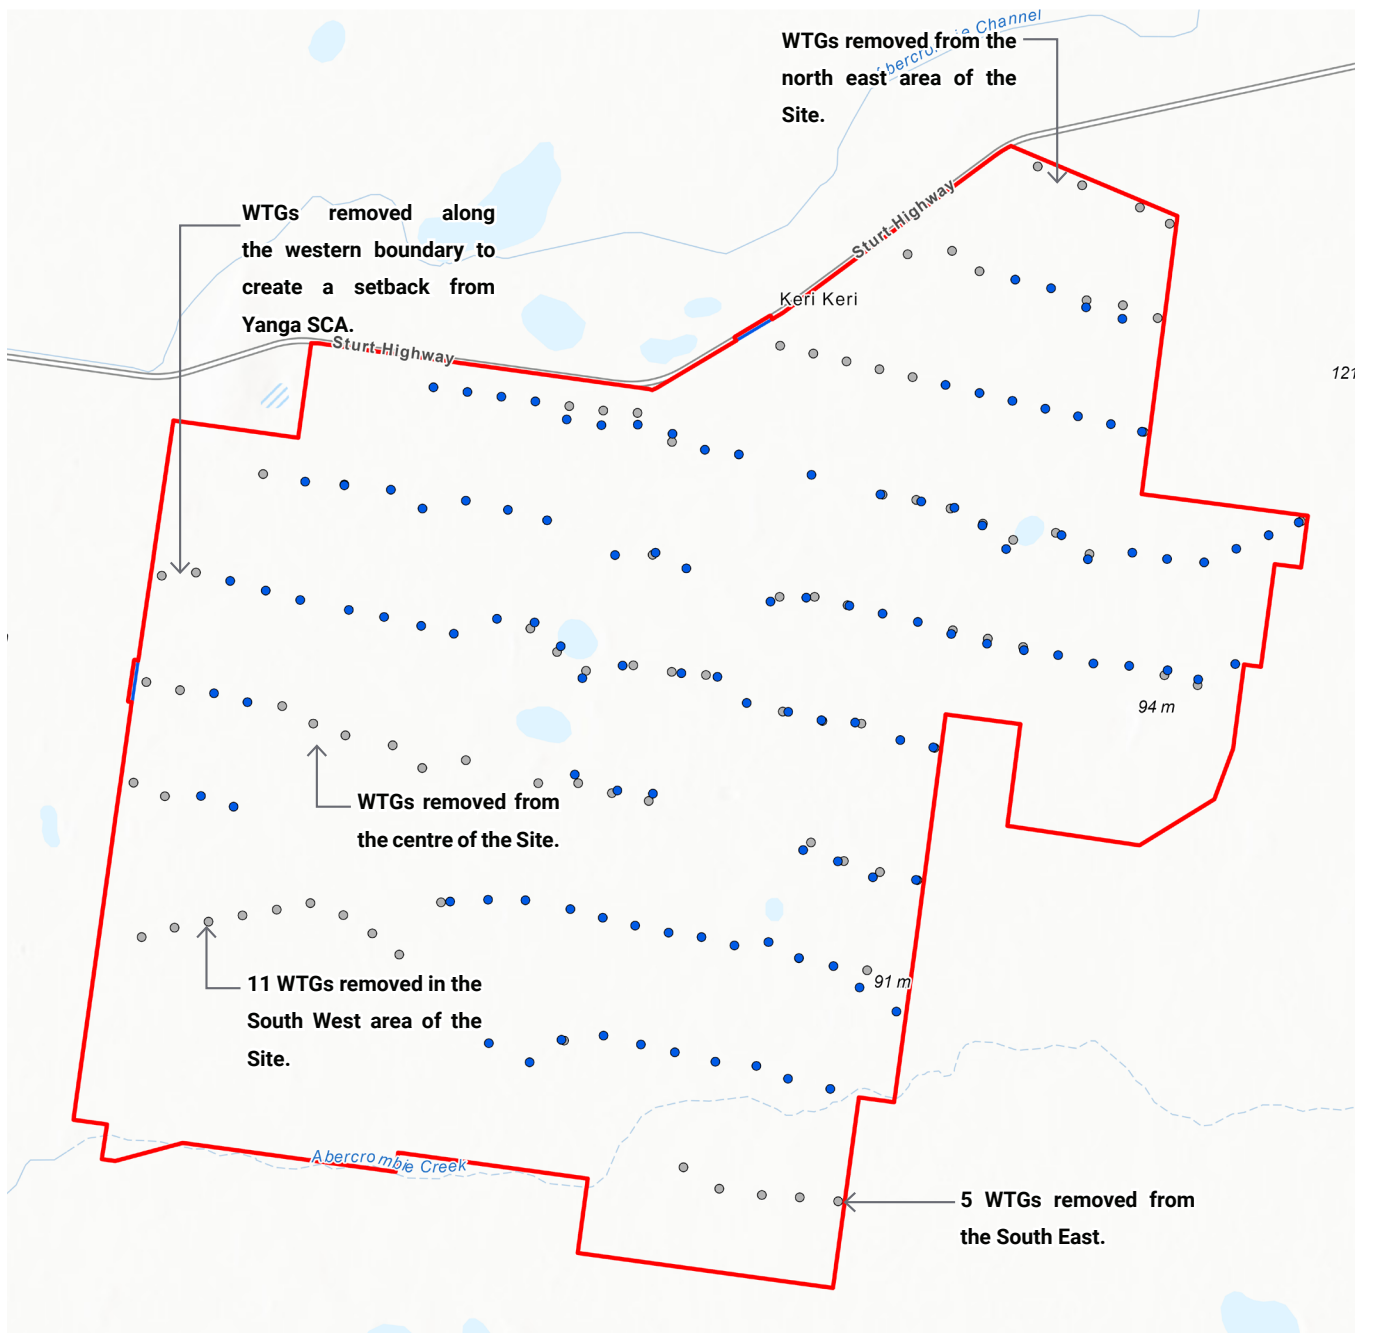 Abercrombie Channel
WTGs removed from the
north east area of the
Site.
WTGs removed along
the western boundary to
create a setback from
Yanga SCA.
Sturt Highway
Keri Keri
Sturt Highway
121
94 m
WTGs removed from
the centre of the Site.
91 m
11 WTGs removed in the
South West area of the
Site.
Abercrombie Creek
5 WTGs removed from
the South East.